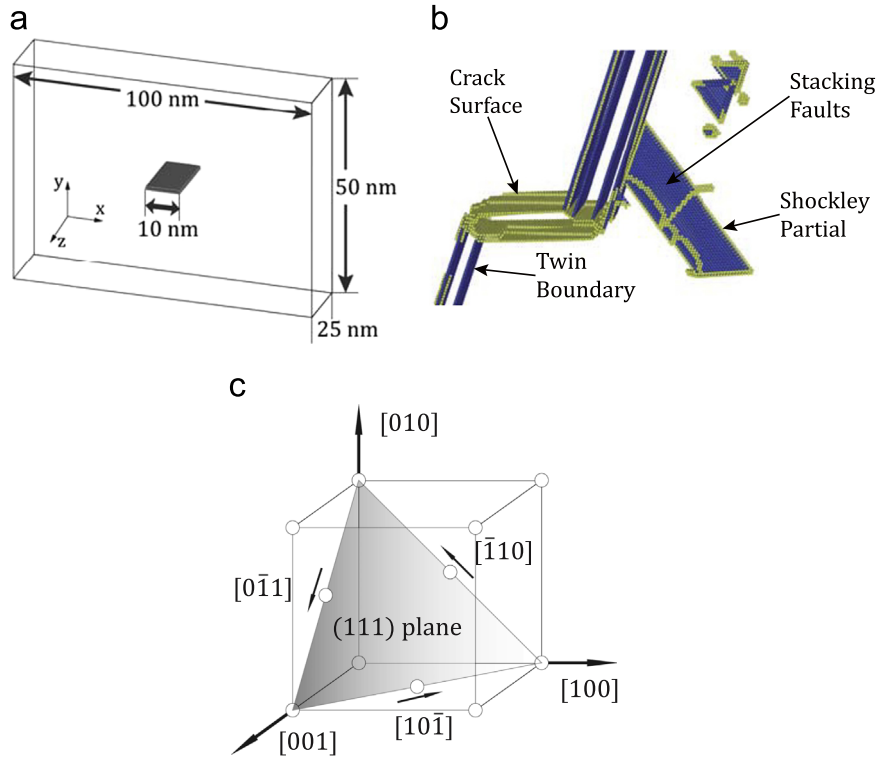 a
100 nm
50 nm
y
x
z
10 nm
25 nm
b
Crack
Surface
Stacking
Faults
Shockley
Partial
Twin
Boundary
c
[010]
[1̄10]
[01̄1]
(111) plane
[100]
[101̄]
[001]